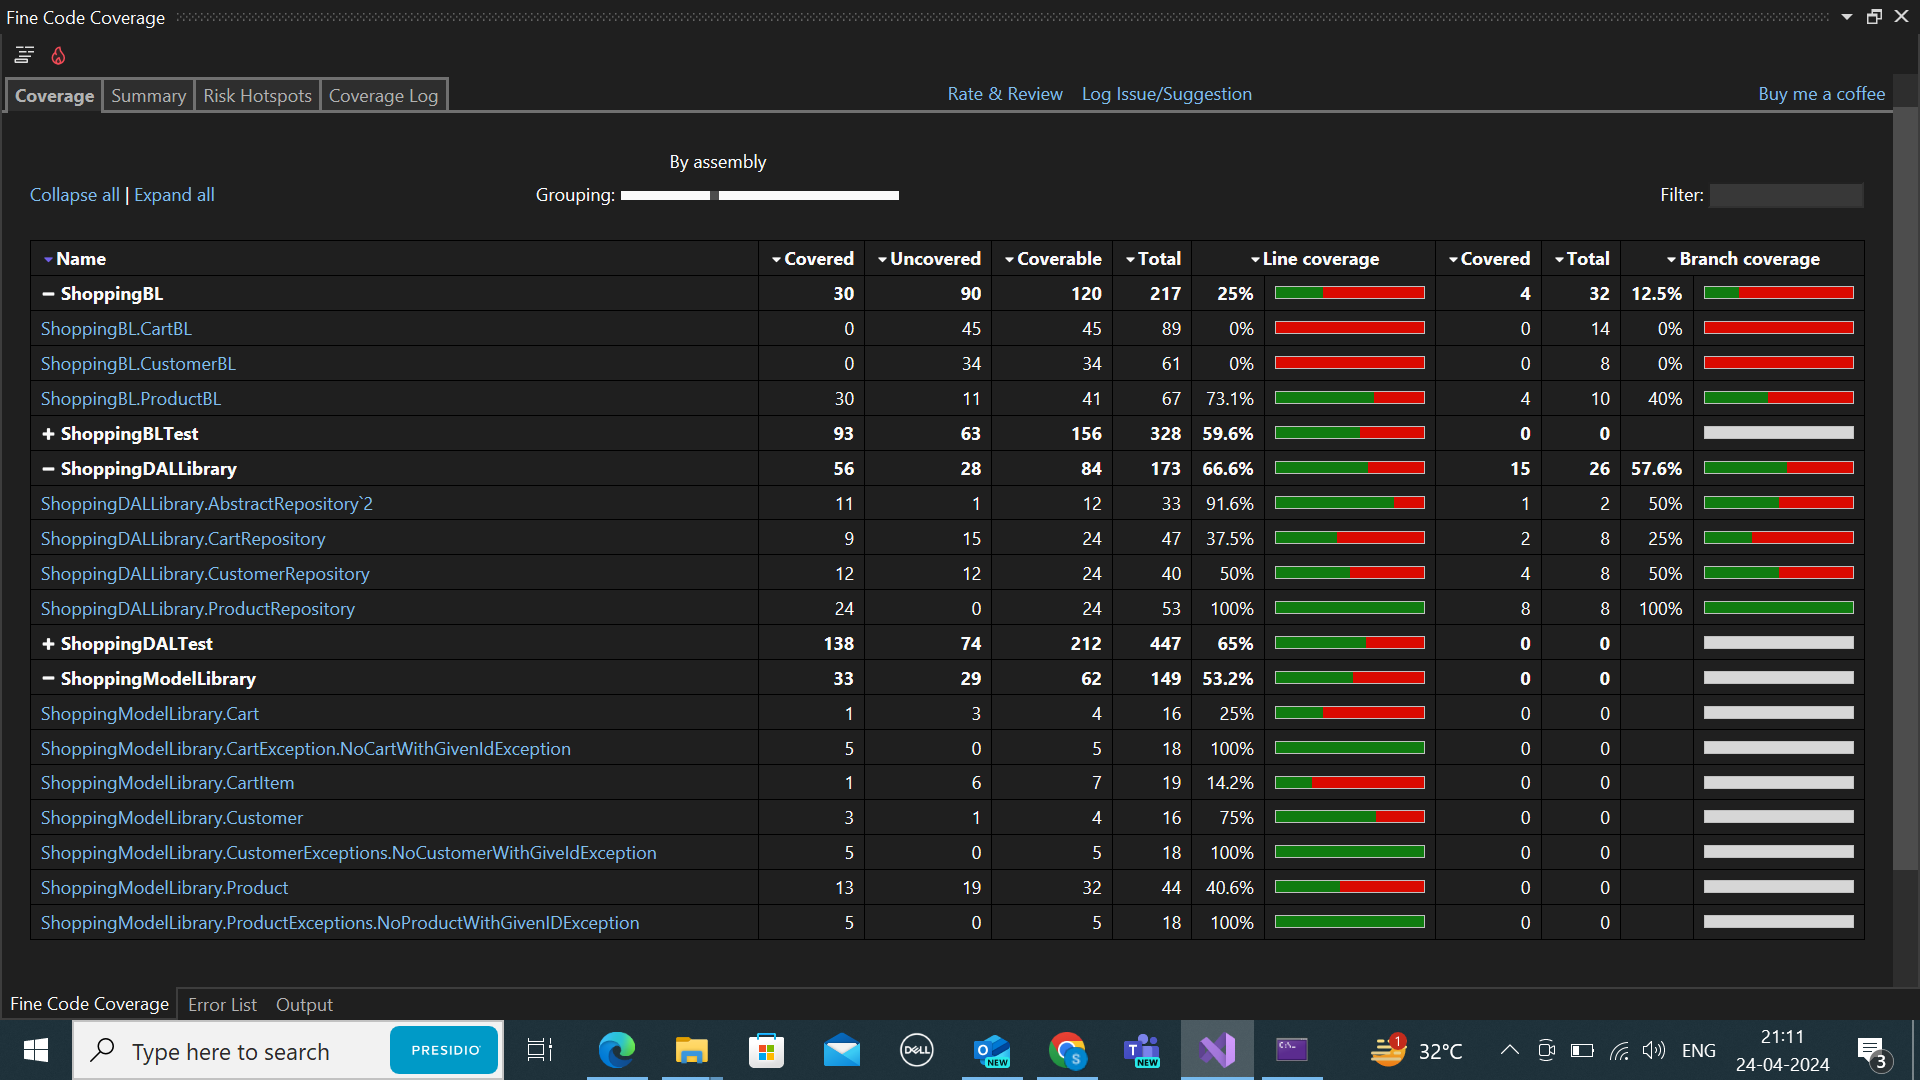 Fine Code Coverage
Coverage Summary Risk Hotspots Coverage Log Rate & Review Log Issue/Suggestion Buy me a coffee
By assembly
Collapse all | Expand all Grouping: Filter:
Name Covered Uncovered Coverable Total Line coverage Covered Total Branch coverage
− ShoppingBL 30 90 120 217 25% 4 32 12.5%
ShoppingBL.CartBL 0 45 45 89 0% 0 14 0%
ShoppingBL.CustomerBL 0 34 34 61 0% 0 8 0%
ShoppingBL.ProductBL 30 11 41 67 73.1% 4 10 40%
+ ShoppingBLTest 93 63 156 328 59.6% 0 0
− ShoppingDALLibrary 56 28 84 173 66.6% 15 26 57.6%
ShoppingDALLibrary.AbstractRepository`2 11 1 12 33 91.6% 1 2 50%
ShoppingDALLibrary.CartRepository 9 15 24 47 37.5% 2 8 25%
ShoppingDALLibrary.CustomerRepository 12 12 24 40 50% 4 8 50%
ShoppingDALLibrary.ProductRepository 24 0 24 53 100% 8 8 100%
+ ShoppingDALTest 138 74 212 447 65% 0 0
− ShoppingModelLibrary 33 29 62 149 53.2% 0 0
ShoppingModelLibrary.Cart 1 3 4 16 25% 0 0
ShoppingModelLibrary.CartException.NoCartWithGivenIdException 5 0 5 18 100% 0 0
ShoppingModelLibrary.CartItem 1 6 7 19 14.2% 0 0
ShoppingModelLibrary.Customer 3 1 4 16 75% 0 0
ShoppingModelLibrary.CustomerExceptions.NoCustomerWithGiveIdException 5 0 5 18 100% 0 0
ShoppingModelLibrary.Product 13 19 32 44 40.6% 0 0
ShoppingModelLibrary.ProductExceptions.NoProductWithGivenIDException 5 0 5 18 100% 0 0
Fine Code Coverage Error List Output
Type here to search PRESIDIO DELL NEW S NEW C:\ 1 32°C ENG 21:11
24-04-2024 3